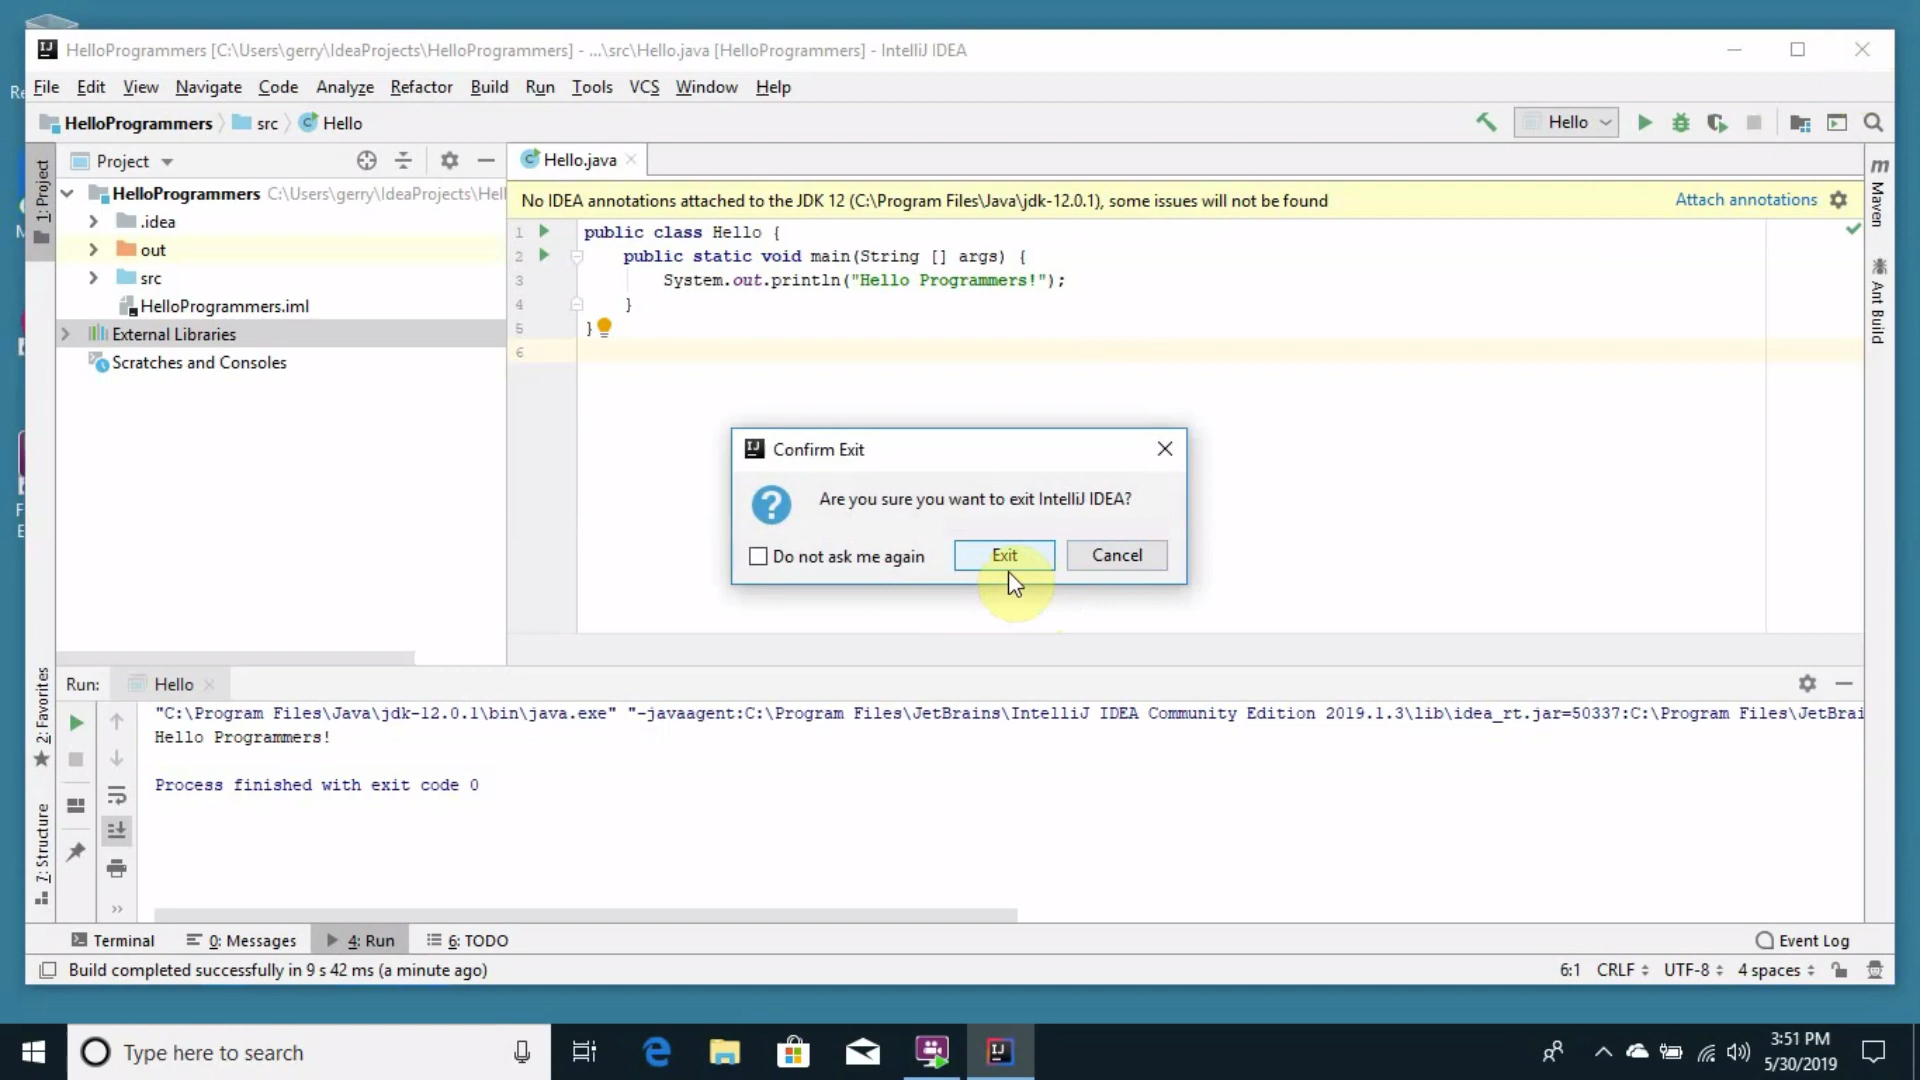 HelloProgrammers [C:\Users\gerry\IdeaProjects\HelloProgrammers] - ...\src\Hello.java [HelloProgrammers] - IntelliJ IDEA
File Edit View Navigate Code Analyze Refactor Build Run Tools VCS Window Help
HelloProgrammers src Hello
Hello
1: Project
Project
Hello.java
HelloProgrammers C:\Users\gerry\IdeaProjects\Hell
.idea
out
src
HelloProgrammers.iml
External Libraries
Scratches and Consoles
No IDEA annotations attached to the JDK 12 (C:\Program Files\Java\jdk-12.0.1), some issues will not be found
Attach annotations
1 public class Hello {
2 public static void main(String [] args) {
3 System.out.println("Hello Programmers!");
4 }
5 }
6
Maven
Ant Build
Confirm Exit
Are you sure you want to exit IntelliJ IDEA?
Do not ask me again
Exit
Cancel
2: Favorites
7: Structure
Run: Hello
"C:\Program Files\Java\jdk-12.0.1\bin\java.exe" "-javaagent:C:\Program Files\JetBrains\IntelliJ IDEA Community Edition 2019.1.3\lib\idea_rt.jar=50337:C:\Program Files\JetBrai
Hello Programmers!
Process finished with exit code 0
Terminal 0: Messages 4: Run 6: TODO
Event Log
Build completed successfully in 9 s 42 ms (a minute ago)
6:1 CRLF UTF-8 4 spaces
Type here to search
3:51 PM
5/30/2019